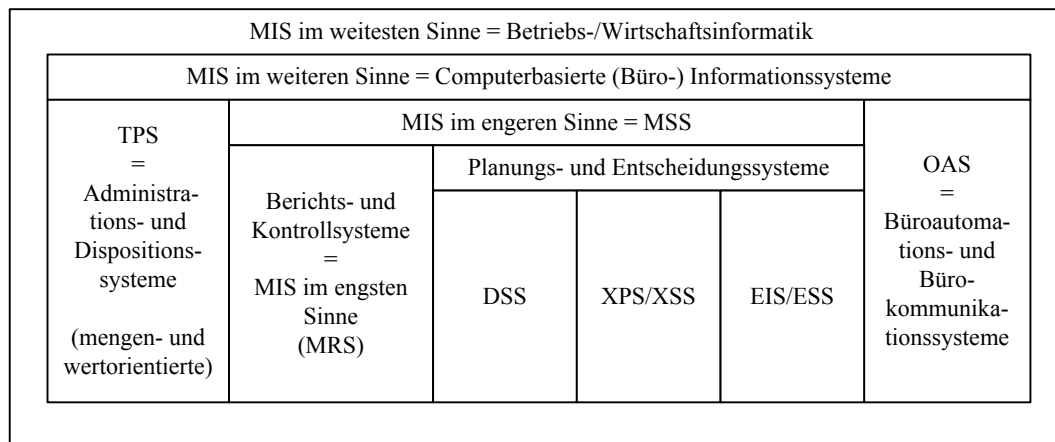 MIS im weitesten Sinne = Betriebs-/Wirtschaftsinformatik
MIS im weiteren Sinne = Computerbasierte (Büro-) Informationssysteme
TPS
=
Administra-
tions- und
Dispositions-
systeme
(mengen- und
wertorientierte)
MIS im engeren Sinne = MSS
Berichts- und
Kontrollsysteme
=
MIS im engsten
Sinne
(MRS)
Planungs- und Entscheidungssysteme
DSS
XPS/XSS
EIS/ESS
OAS
=
Büroautoma-
tions- und
Büro-
kommunika-
tionssysteme